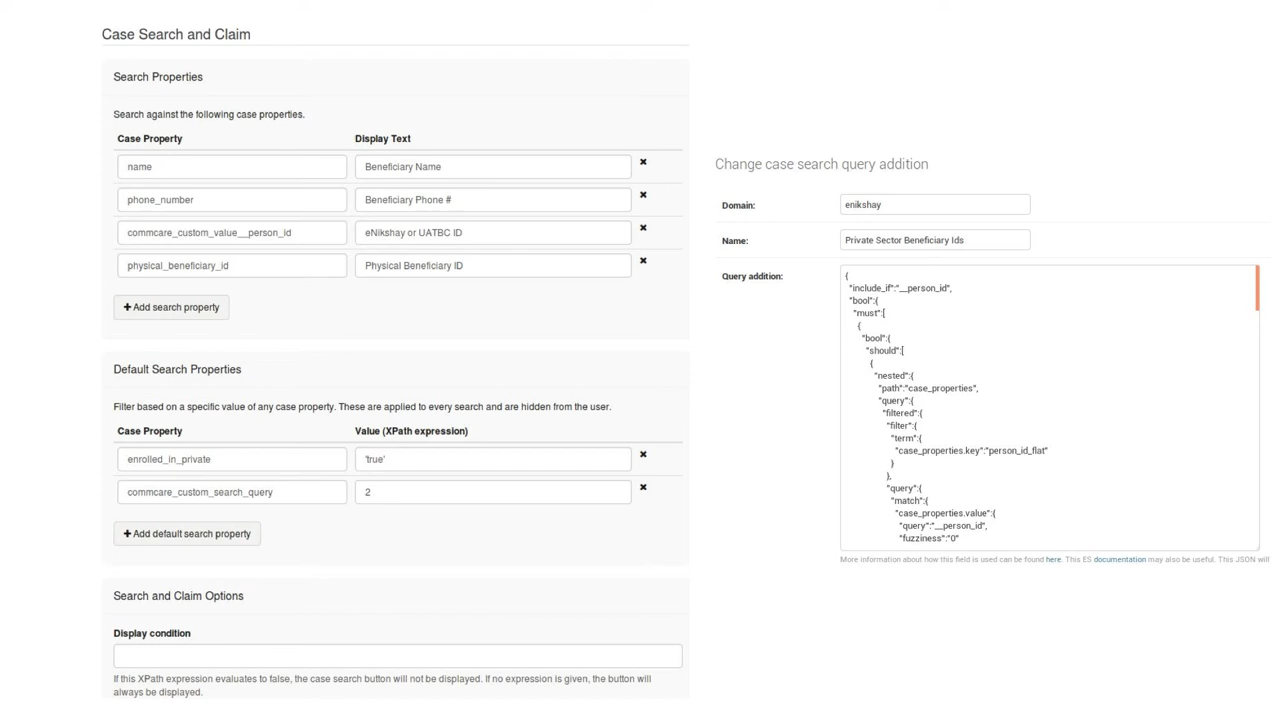 Case Search and Claim
Search Properties
Search against the following case properties.
Case Property Display Text
name Beneficiary Name
phone_number Beneficiary Phone #
commcare_custom_value__person_id eNikshay or UATBC ID
physical_beneficiary_id Physical Beneficiary ID
+ Add search property
Default Search Properties
Filter based on a specific value of any case property. These are applied to every search and are hidden from the user.
Case Property Value (XPath expression)
enrolled_in_private 'true'
commcare_custom_search_query 2
+ Add default search property
Search and Claim Options
Display condition
If this XPath expression evaluates to false, the case search button will not be displayed. If no expression is given, the button will
always be displayed.
Change case search query addition
Domain: enikshay
Name: Private Sector Beneficiary Ids
Query addition:
{
"include_if":"__person_id",
"bool":{
"must":[
{
"bool":{
"should":[
{
"nested":{
"path":"case_properties",
"query":{
"filtered":{
"filter":{
"term":{
"case_properties.key":"person_id_flat"
}
},
"query":{
"match":{
"case_properties.value":{
"query":"__person_id",
"fuzziness":"0"
More information about how this field is used can be found here. This ES documentation may also be useful. This JSON will